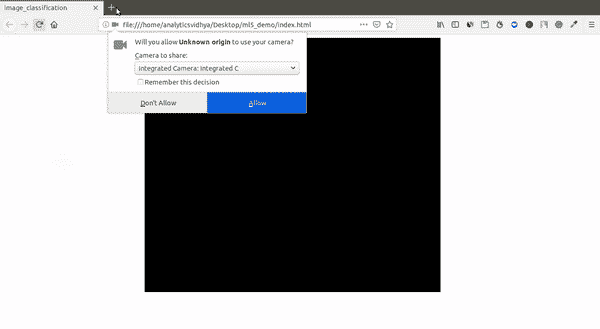 image_classification
file:///home/analyticsvidhya/Desktop/ml5_demo/index.html
Will you allow Unknown origin to use your camera?
Camera to share:
Integrated Camera: Integrated C
Remember this decision
Don't Allow
Allow